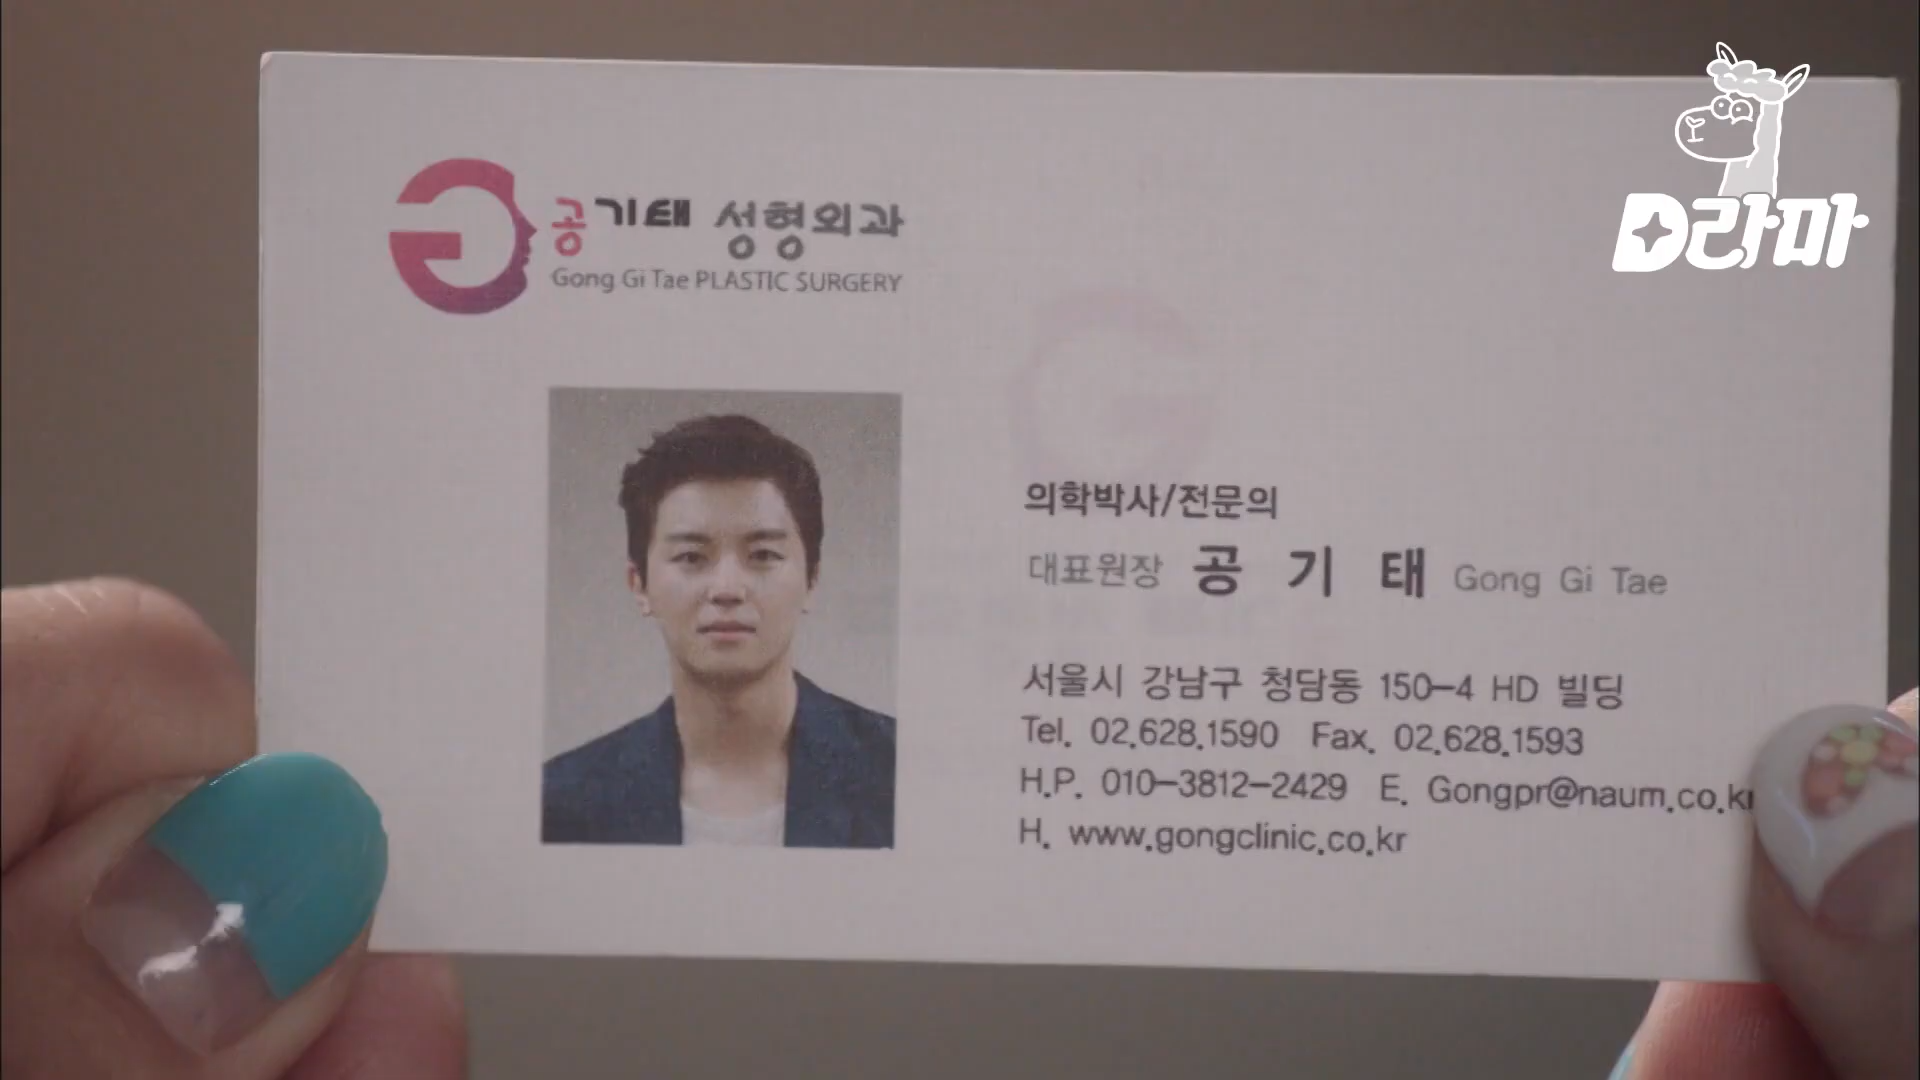 공기태 성형외과
Gong Gi Tae PLASTIC SURGERY
D라마
의학박사/전문의
대표원장 공 기 태 Gong Gi Tae
서울시 강남구 청담동 150-4 HD 빌딩
Tel. 02.628.1590 Fax. 02.628.1593
H.P. 010-3812-2429 E. Gongpr@naum.co.kr
H. www.gongclinic.co.kr